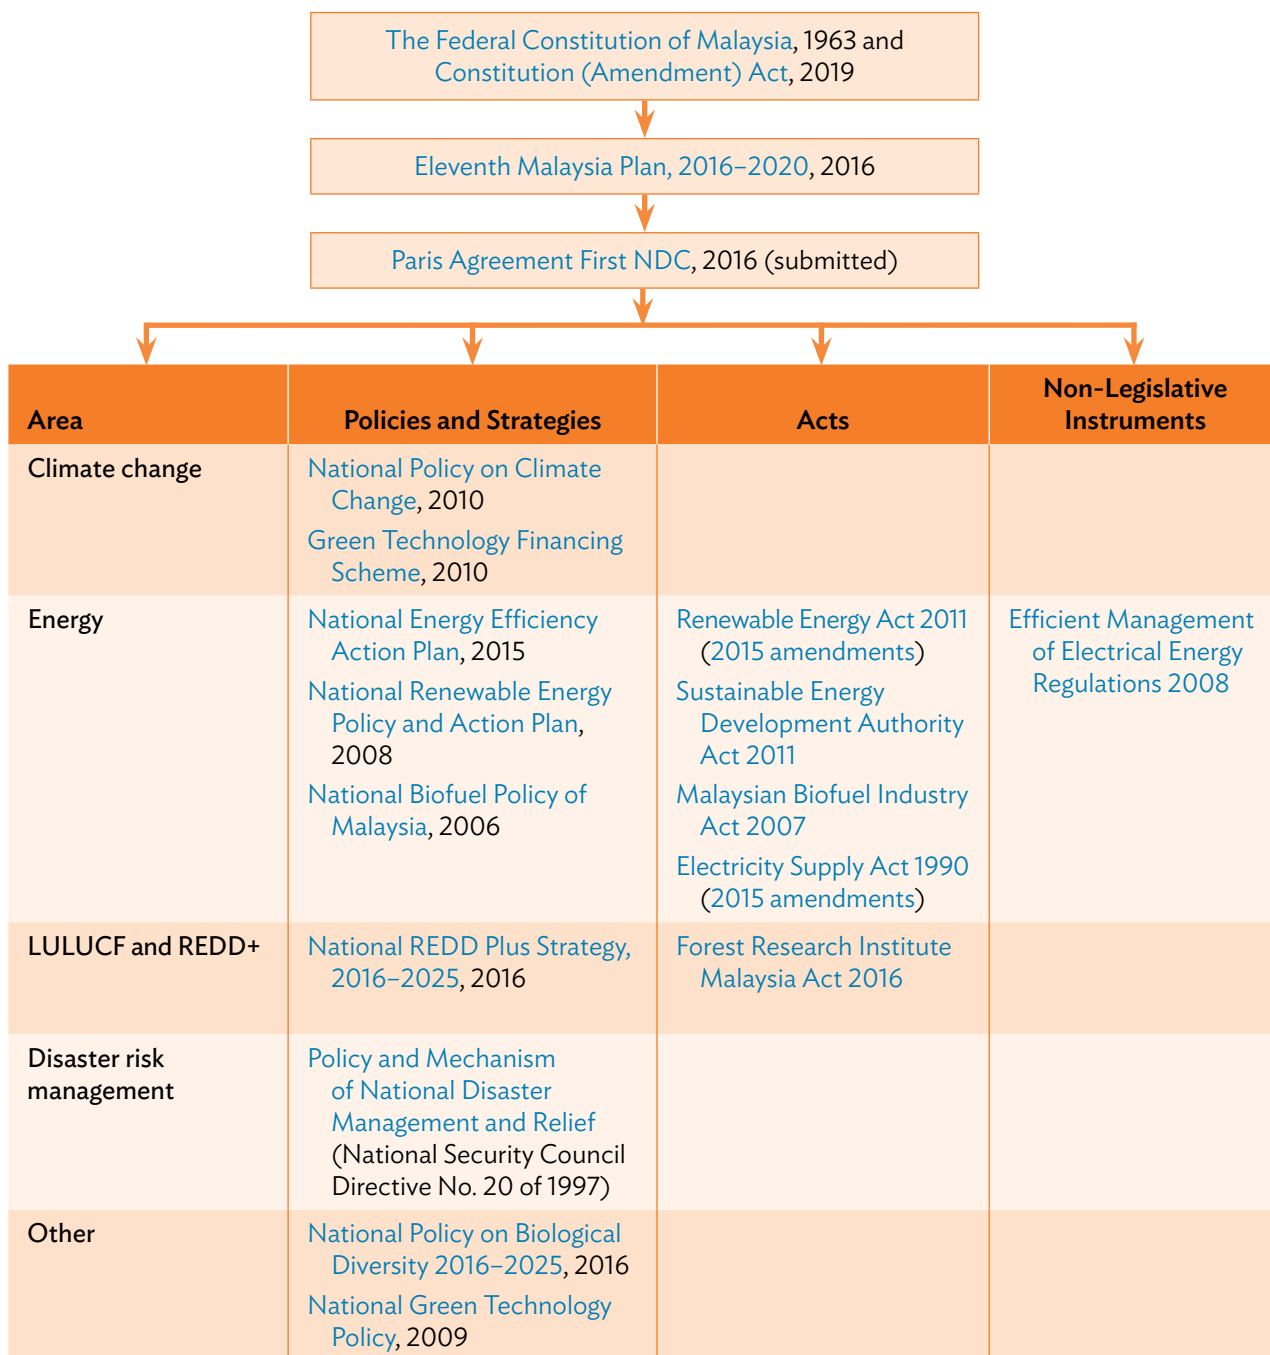 The Federal Constitution of Malaysia, 1963 and
Constitution (Amendment) Act, 2019
Eleventh Malaysia Plan, 2016–2020, 2016
Paris Agreement First NDC, 2016 (submitted)
Area
Policies and Strategies
Acts
Non-Legislative
Instruments
Climate change
National Policy on Climate
Change, 2010
Green Technology Financing
Scheme, 2010
Energy
National Energy Efficiency
Action Plan, 2015
National Renewable Energy
Policy and Action Plan,
2008
National Biofuel Policy of
Malaysia, 2006
Renewable Energy Act 2011
(2015 amendments)
Sustainable Energy
Development Authority
Act 2011
Malaysian Biofuel Industry
Act 2007
Electricity Supply Act 1990
(2015 amendments)
Efficient Management
of Electrical Energy
Regulations 2008
LULUCF and REDD+
National REDD Plus Strategy,
2016–2025, 2016
Forest Research Institute
Malaysia Act 2016
Disaster risk
management
Policy and Mechanism
of National Disaster
Management and Relief
(National Security Council
Directive No. 20 of 1997)
Other
National Policy on Biological
Diversity 2016–2025, 2016
National Green Technology
Policy, 2009